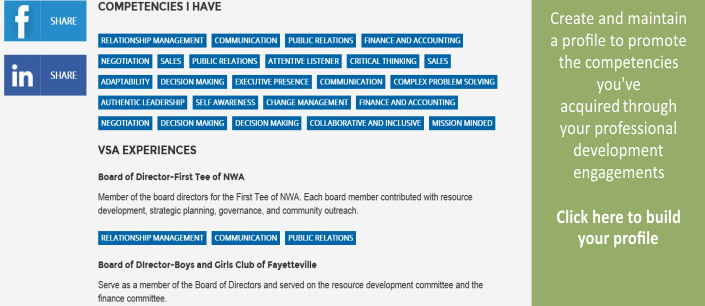 SHARE
SHARE
COMPETENCIES I HAVE
RELATIONSHIP MANAGEMENT COMMUNICATION PUBLIC RELATIONS FINANCE AND ACCOUNTING
NEGOTIATION SALES PUBLIC RELATIONS ATTENTIVE LISTENER CRITICAL THINKING SALES
ADAPTABILITY DECISION MAKING EXECUTIVE PRESENCE COMMUNICATION COMPLEX PROBLEM SOLVING
AUTHENTIC LEADERSHIP SELF AWARENESS CHANGE MANAGEMENT FINANCE AND ACCOUNTING
NEGOTIATION DECISION MAKING DECISION MAKING COLLABORATIVE AND INCLUSIVE MISSION MINDED
VSA EXPERIENCES
Board of Director-First Tee of NWA
Member of the board directors for the First Tee of NWA. Each board member contributed with resource
development, strategic planning, governance, and community outreach.
RELATIONSHIP MANAGEMENT COMMUNICATION PUBLIC RELATIONS
Board of DIrector-Boys and Girls Club of Fayetteville
Serve as a member of the Board of Directors and served on the resource development committee and the
finance committee.
Create and maintain
a profile to promote
the competencies
you've
acquired through
your professional
development
engagements
Click here to build
your profile